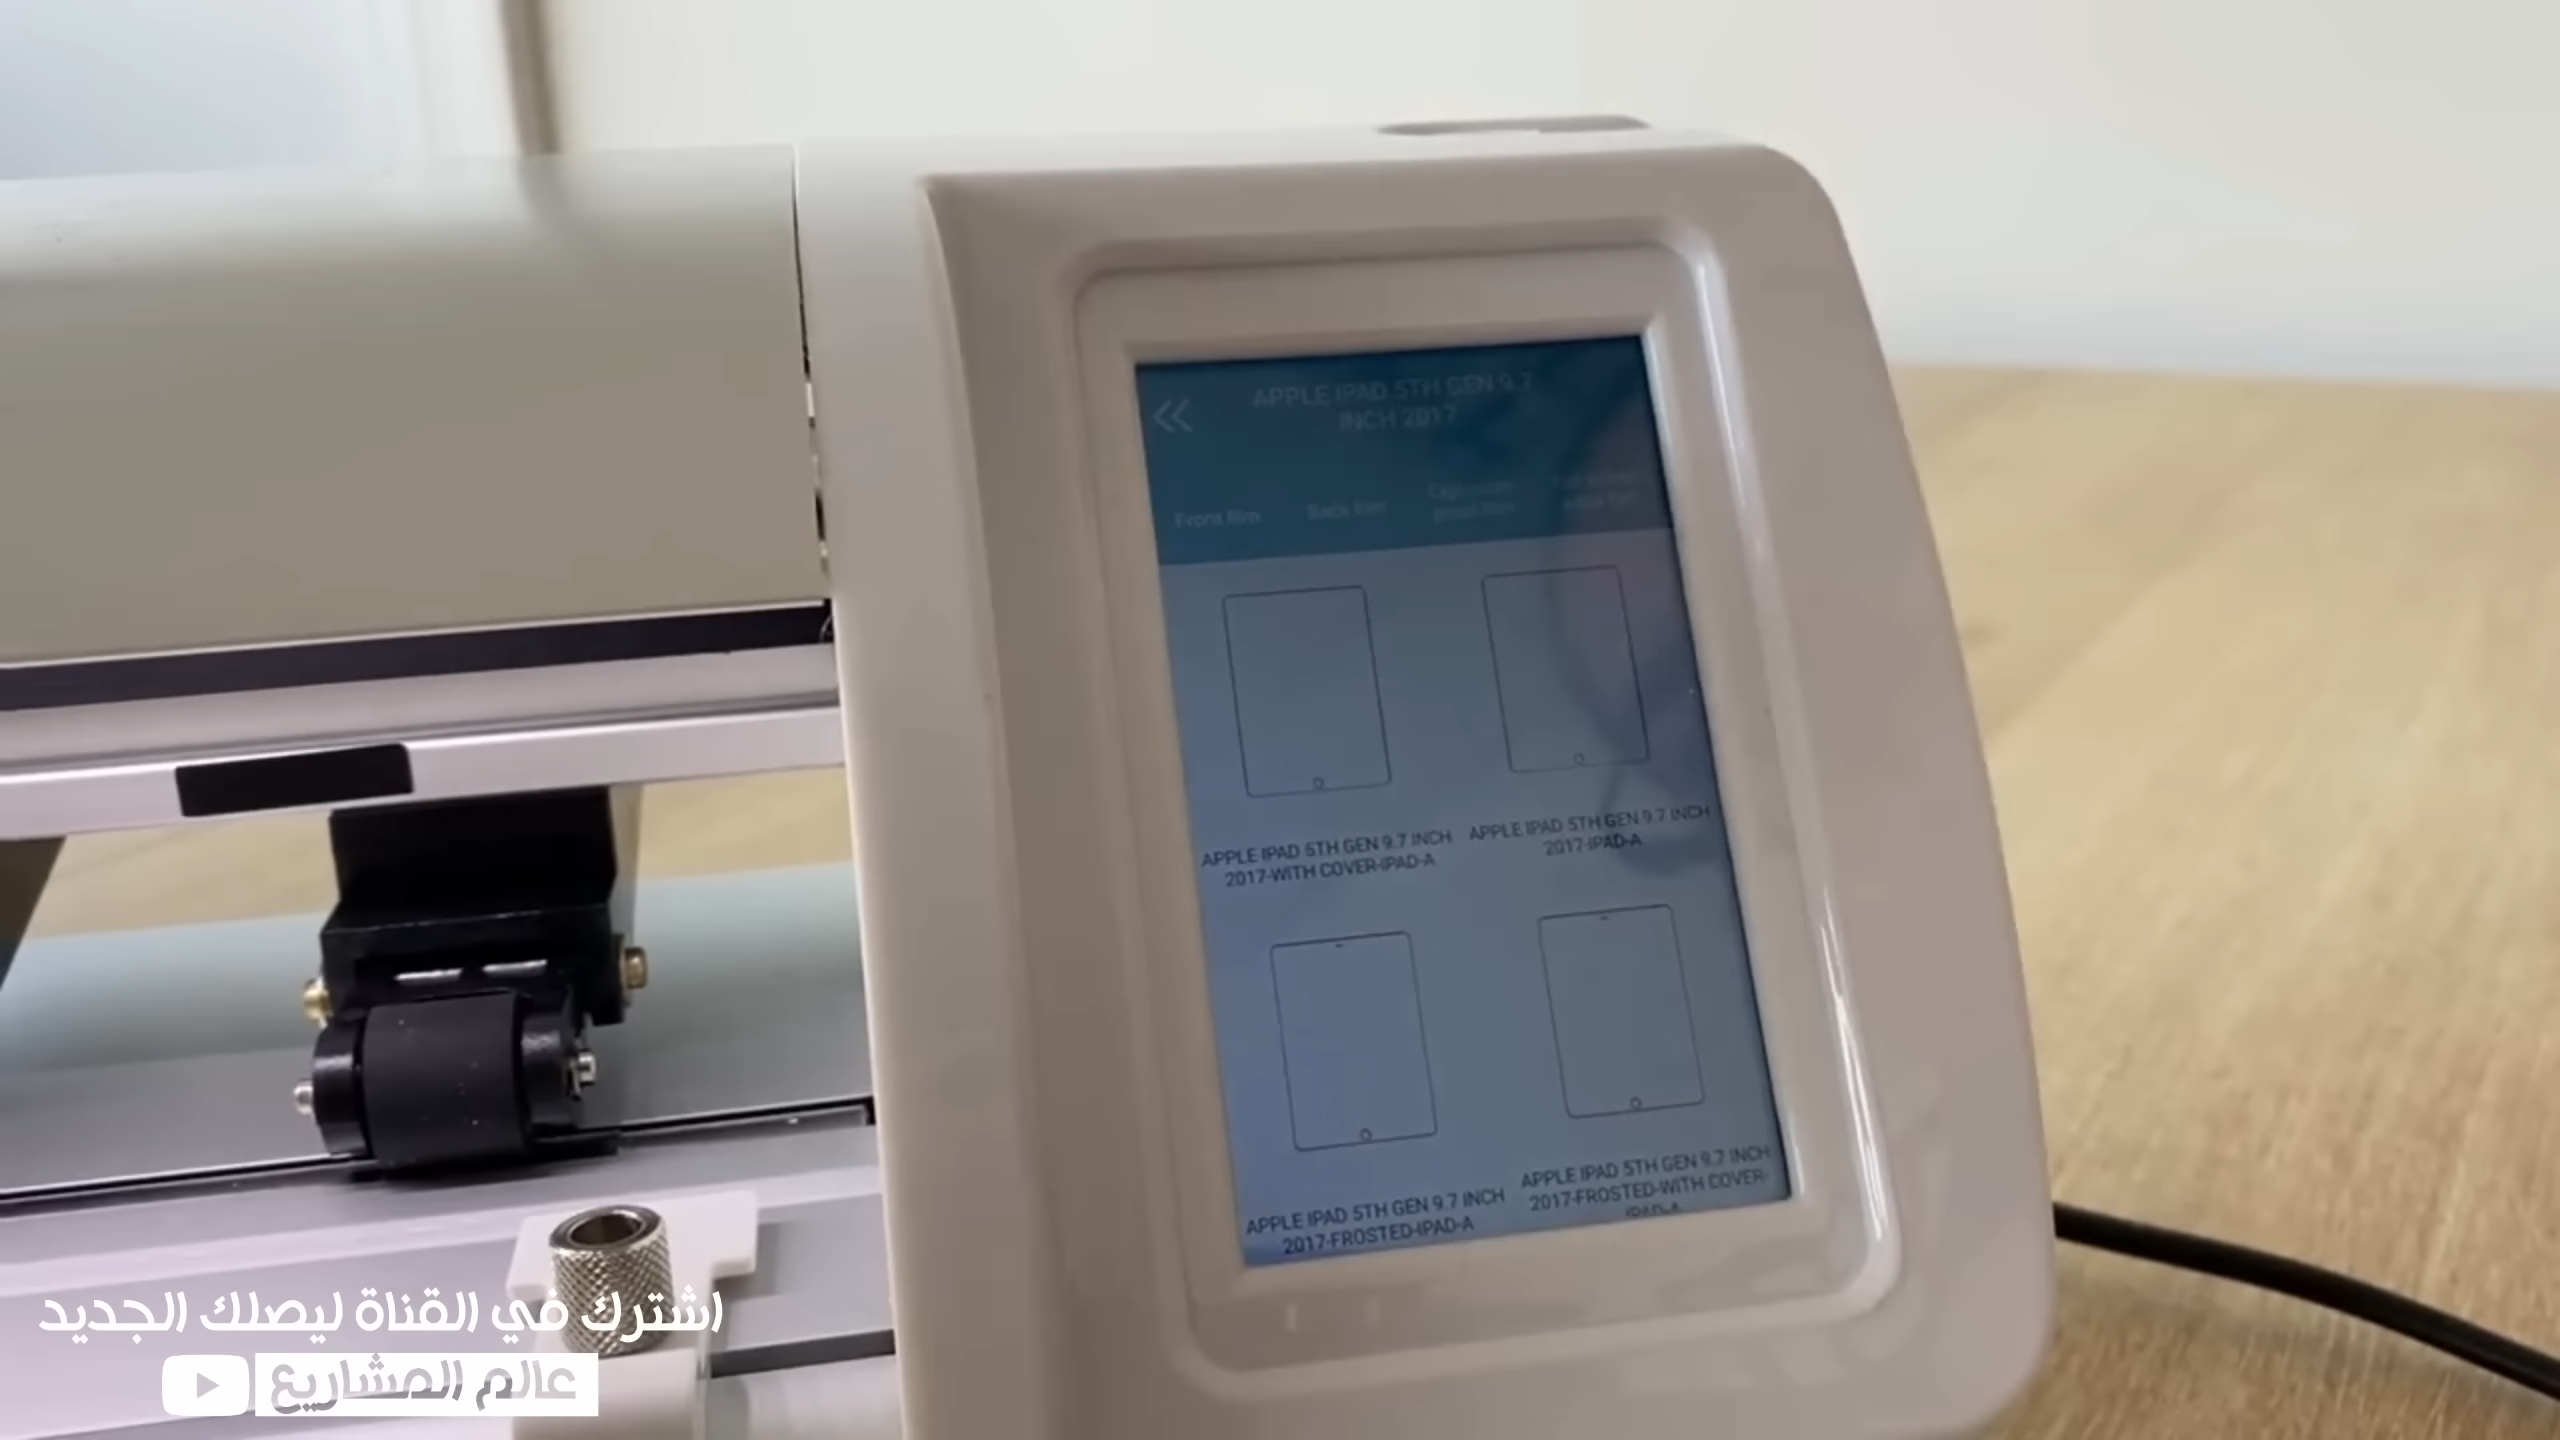 APPLE IPAD 5TH GEN 9.7
INCH 2017
Front film
Back film
APPLE IPAD 5TH GEN 9.7 INCH
2017-WITH COVER-IPAD-A
APPLE IPAD 5TH GEN 9.7 INCH
2017-IPAD-A
APPLE IPAD 5TH GEN 9.7 INCH
2017-FROSTED-IPAD-A
APPLE IPAD 5TH GEN 9.7 INCH
2017-FROSTED-WITH COVER-
IPAD-A
اشترك في القناة ليصلك الجديد
عالم المشاريع